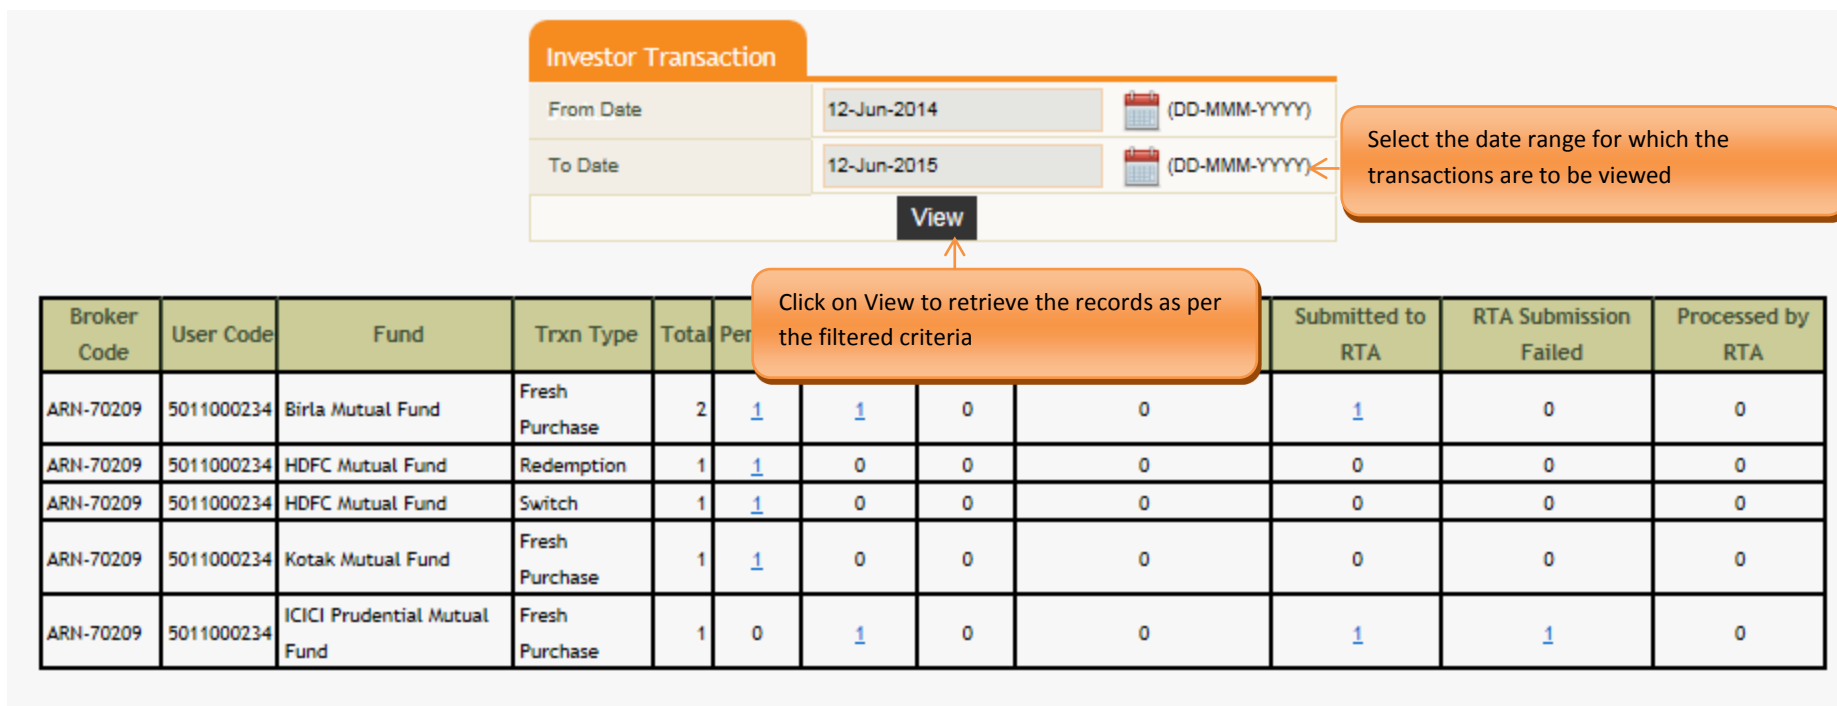 Investor Transaction
From Date 12-Jun-2014 (DD-MMM-YYYY)
To Date 12-Jun-2015 (DD-MMM-YYYY)
Select the date range for which the
transactions are to be viewed
View
Click on View to retrieve the records as per
the filtered criteria
Broker Code User Code Fund Trxn Type Total Submitted to RTA RTA Submission Failed Processed by RTA
ARN-70209 5011000234 Birla Mutual Fund Fresh Purchase 2 1 1 0 0 1 0 0
ARN-70209 5011000234 HDFC Mutual Fund Redemption 1 1 0 0 0 0 0 0
ARN-70209 5011000234 HDFC Mutual Fund Switch 1 1 0 0 0 0 0 0
ARN-70209 5011000234 Kotak Mutual Fund Fresh Purchase 1 1 0 0 0 0 0 0
ARN-70209 5011000234 ICICI Prudential Mutual Fund Fresh Purchase 1 0 1 0 0 1 1 0